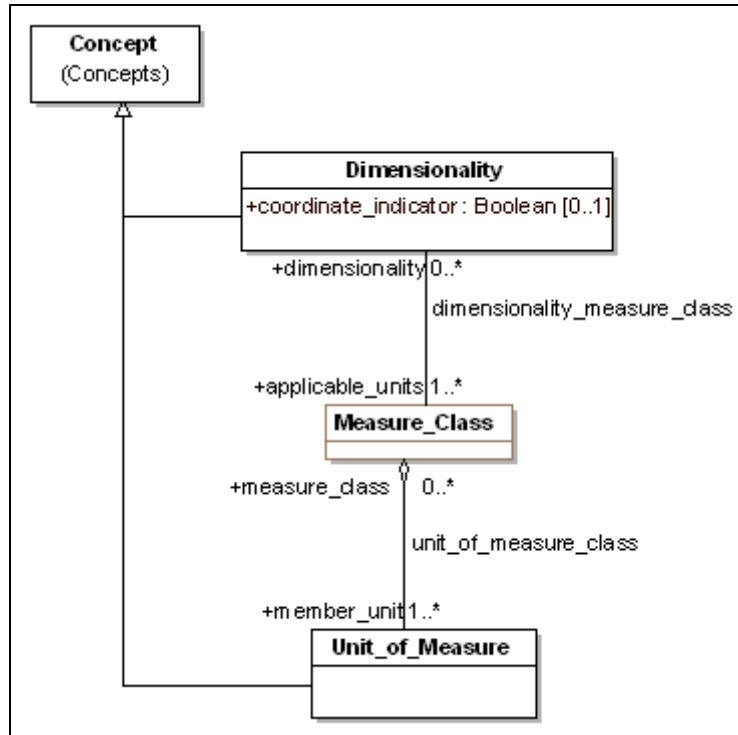 Concept
(Concepts)
Dimensionality
+coordinate_indicator : Boolean [0..1]
+dimensionality 0..*
dimensionality_measure_class
+applicable_units 1..*
Measure_Class
+measure_class 0..*
unit_of_measure_class
+member_unit 1..*
Unit_of_Measure